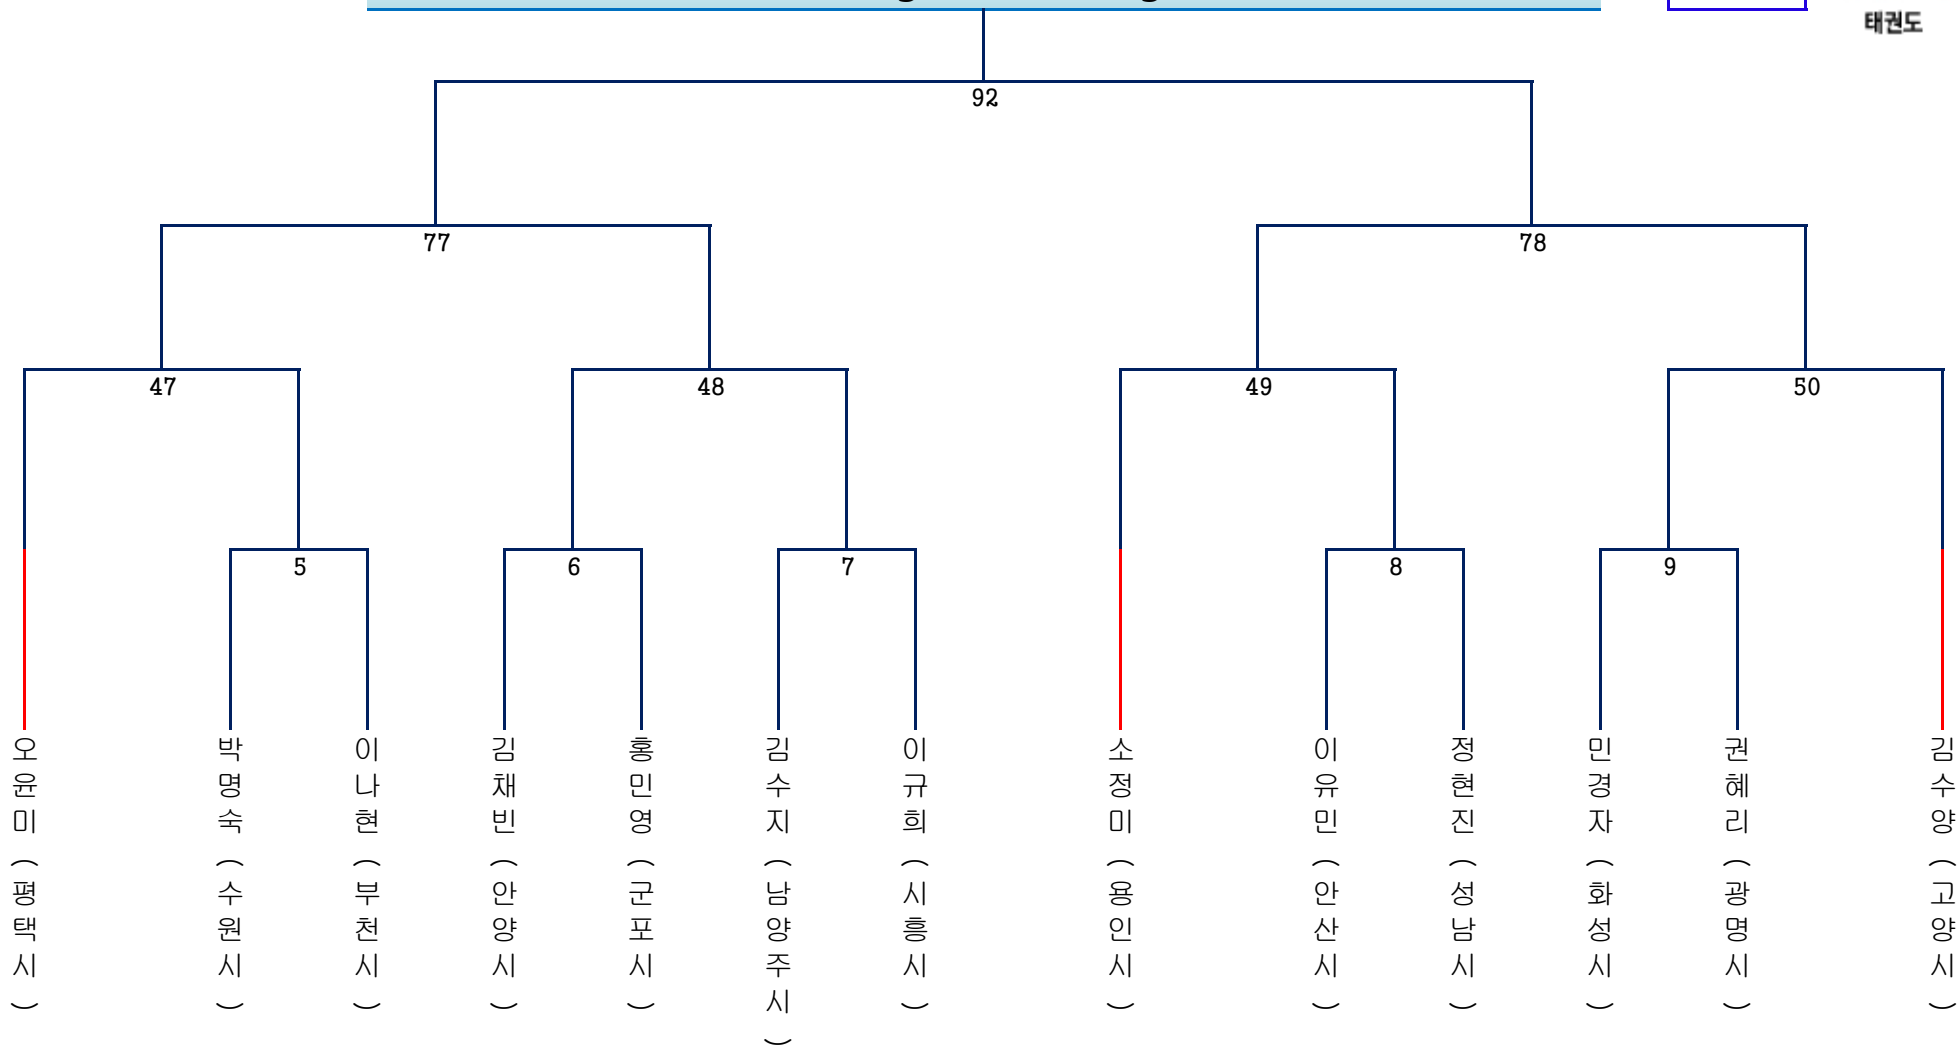 태권도
92
77
78
47
48
49
50
5
6
7
8
9
오윤미(평택시)
박명숙(수원시)
이나현(부천시)
김채빈(안양시)
홍민영(군포시)
김수지(남양주시)
이규희(시흥시)
소정미(용인시)
이유민(안산시)
정현진(성남시)
민경자(화성시)
권혜리(광명시)
김수양(고양시)